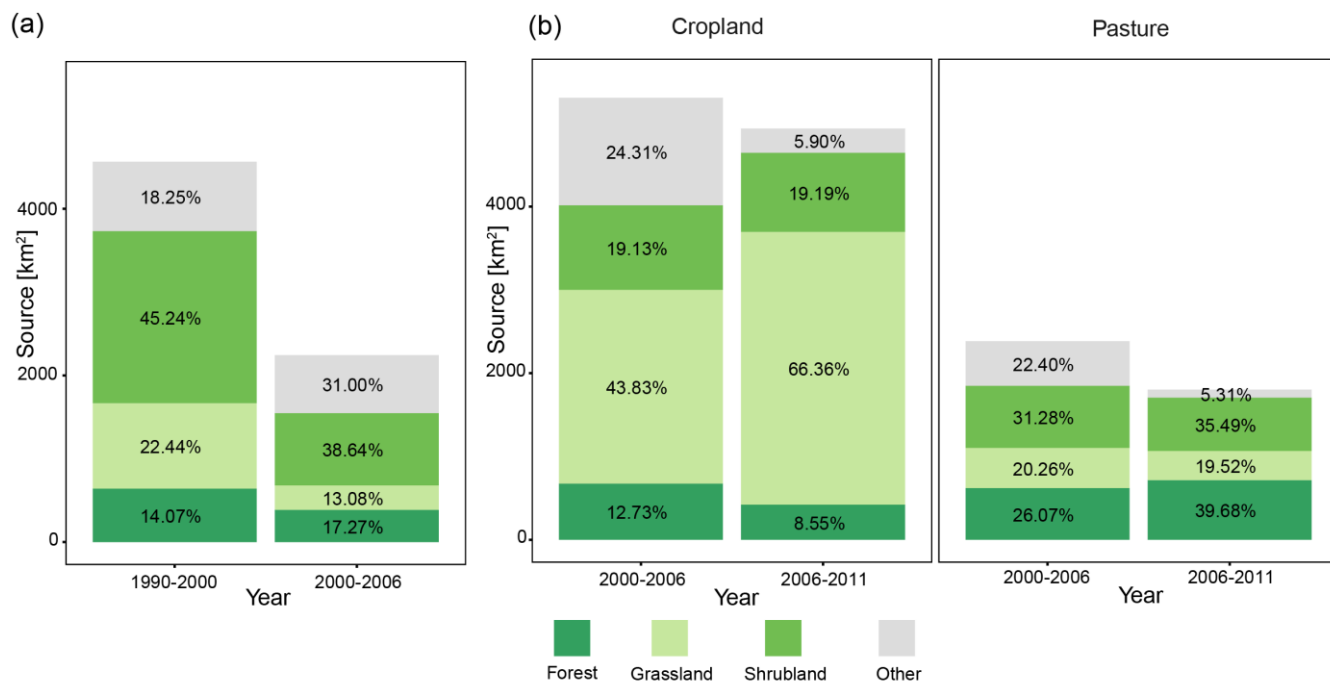 (a)
Source [km²]
4000
2000
0
18.25%
45.24%
22.44%
14.07%
31.00%
38.64%
13.08%
17.27%
1990-2000
2000-2006
Year
(b)
Cropland
Pasture
Source [km²]
4000
2000
0
24.31%
19.13%
43.83%
12.73%
5.90%
19.19%
66.36%
8.55%
2000-2006
2006-2011
Year
22.40%
31.28%
20.26%
26.07%
5.31%
35.49%
19.52%
39.68%
2000-2006
2006-2011
Year
Forest
Grassland
Shrubland
Other